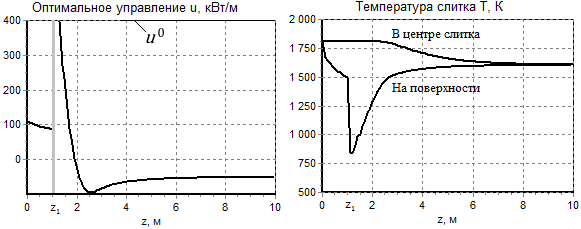 Оптимальное управление u, кВт/м
400
300
200
100
0
u⁰
0
z₁
2
4
6
8
10
z, м
Температура слитка T, К
2 000
1 750
1 500
1 250
1 000
750
500
В центре слитка
На поверхности
0
z₁
2
4
6
8
10
z, м